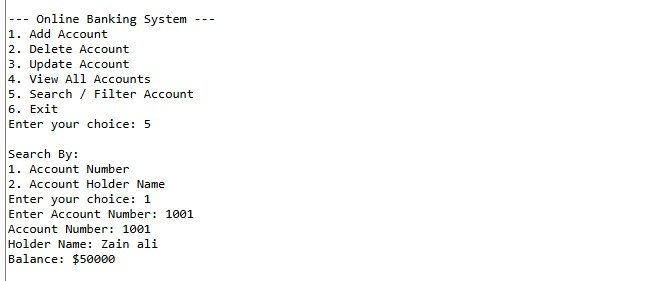 --- Online Banking System ---
1. Add Account
2. Delete Account
3. Update Account
4. View All Accounts
5. Search / Filter Account
6. Exit
Enter your choice: 5
Search By:
1. Account Number
2. Account Holder Name
Enter your choice: 1
Enter Account Number: 1001
Account Number: 1001
Holder Name: Zain ali
Balance: $50000